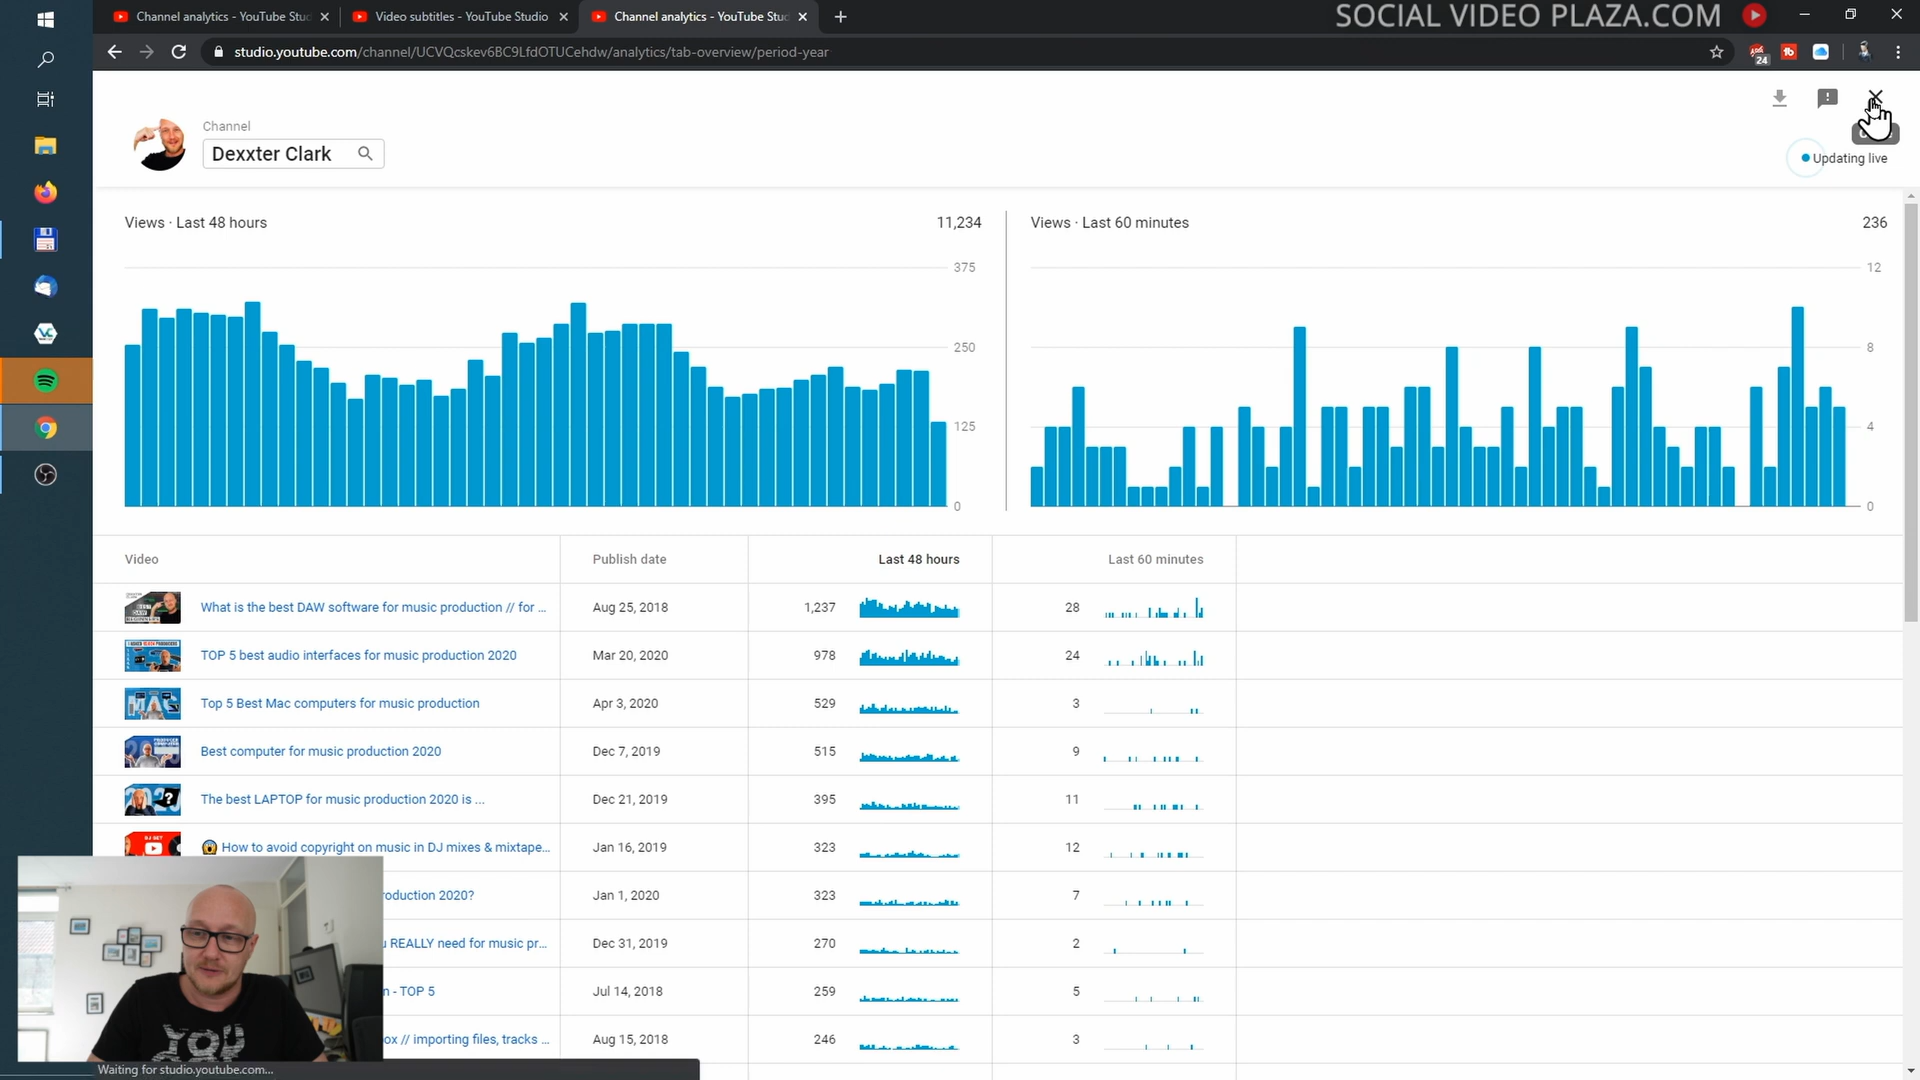 Channel analytics - YouTube Stud
Video subtitles - YouTube Studio
Channel analytics - YouTube Stud
SOCIAL VIDEO PLAZA.COM
studio.youtube.com/channel/UCVQcskev6BC9LfdOTUCehdw/analytics/tab-overview/period-year
24
Channel
Dexxter Clark
Updating live
Views · Last 48 hours
11,234
Views · Last 60 minutes
236
375
250
125
0
12
8
4
0
Video
Publish date
Last 48 hours
Last 60 minutes
What is the best DAW software for music production // for ...
Aug 25, 2018
1,237
28
TOP 5 best audio interfaces for music production 2020
Mar 20, 2020
978
24
Top 5 Best Mac computers for music production
Apr 3, 2020
529
3
Best computer for music production 2020
Dec 7, 2019
515
9
The best LAPTOP for music production 2020 is ...
Dec 21, 2019
395
11
😱 How to avoid copyright on music in DJ mixes & mixtape...
Jan 16, 2019
323
12
oduction 2020?
Jan 1, 2020
323
7
u REALLY need for music pr...
Dec 31, 2019
270
2
n - TOP 5
Jul 14, 2018
259
5
ox // importing files, tracks ...
Aug 15, 2018
246
3
YOU
Waiting for studio.youtube.com...